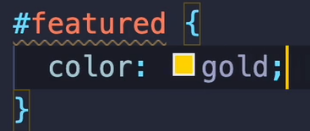 #featured {
color: gold;
}